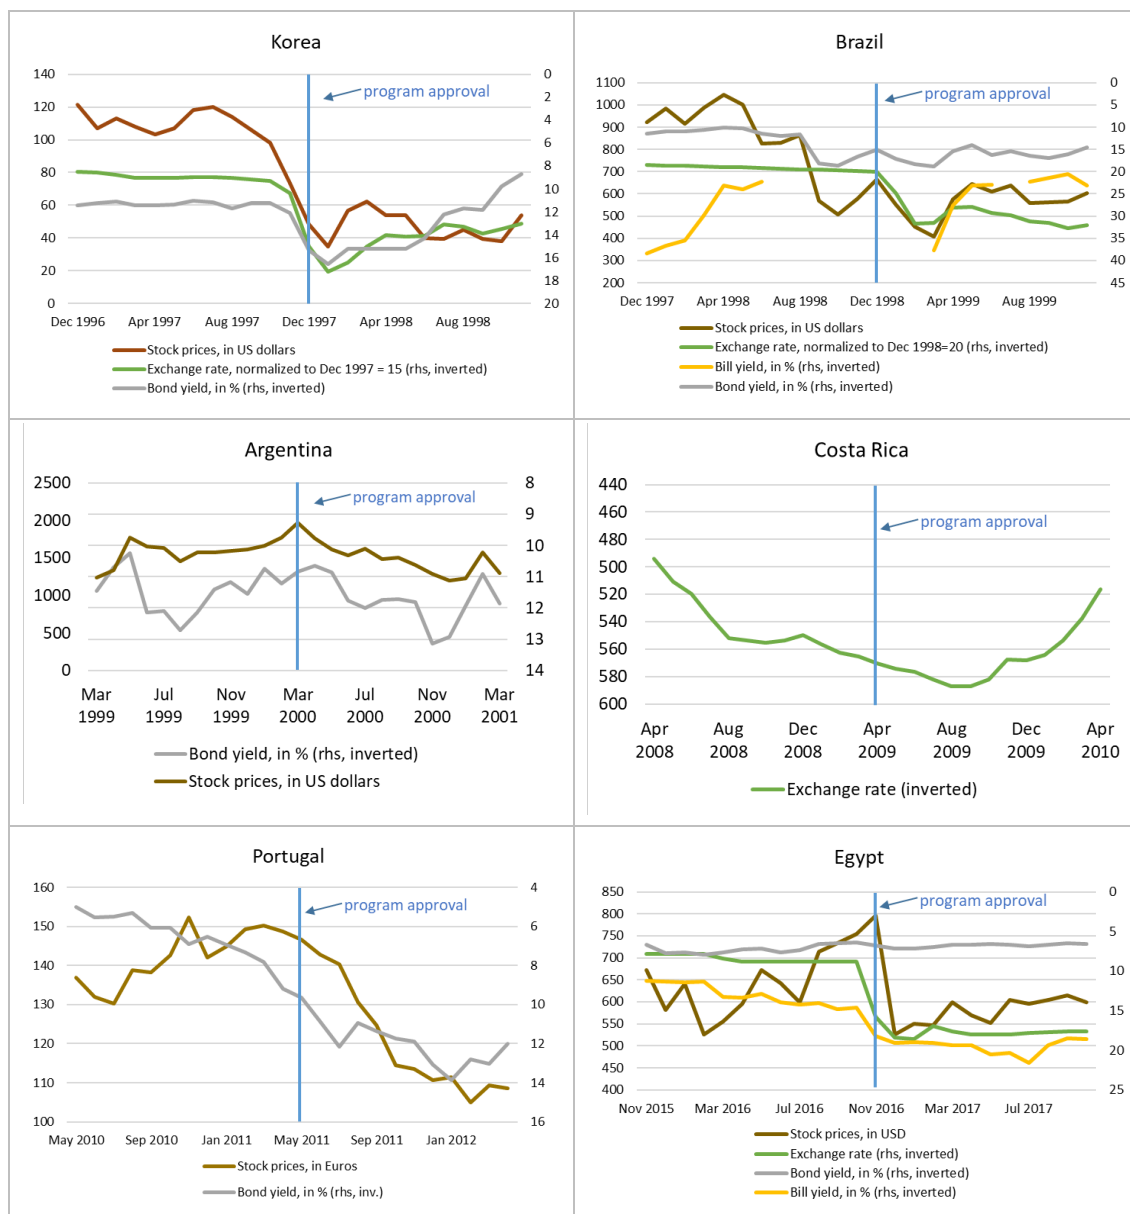 Korea
140
120
100
80
60
40
20
0
0
2
4
6
8
10
12
14
16
18
20
program approval
Dec 1996 Apr 1997 Aug 1997 Dec 1997 Apr 1998 Aug 1998
Stock prices, in US dollars
Exchange rate, normalized to Dec 1997 = 15 (rhs, inverted)
Bond yield, in % (rhs, inverted)
Brazil
1100
1000
900
800
700
600
500
400
300
200
0
5
10
15
20
25
30
35
40
45
program approval
Dec 1997 Apr 1998 Aug 1998 Dec 1998 Apr 1999 Aug 1999
Stock prices, in US dollars
Exchange rate, normalized to Dec 1998=20 (rhs, inverted)
Bill yield, in % (rhs, inverted)
Bond yield, in % (rhs, inverted)
Argentina
2500
2000
1500
1000
500
0
8
9
10
11
12
13
14
program approval
Mar Jul Nov Mar Jul Nov Mar
1999 1999 1999 2000 2000 2000 2001
Bond yield, in % (rhs, inverted)
Stock prices, in US dollars
Costa Rica
440
460
480
500
520
540
560
580
600
program approval
Apr Aug Dec Apr Aug Dec Apr
2008 2008 2008 2009 2009 2009 2010
Exchange rate (inverted)
Portugal
160
150
140
130
120
110
100
4
6
8
10
12
14
16
program approval
May 2010 Sep 2010 Jan 2011 May 2011 Sep 2011 Jan 2012
Stock prices, in Euros
Bond yield, in % (rhs, inv.)
Egypt
850
800
750
700
650
600
550
500
450
400
0
5
10
15
20
25
program approval
Nov 2015 Mar 2016 Jul 2016 Nov 2016 Mar 2017 Jul 2017
Stock prices, in USD
Exchange rate (rhs, inverted)
Bond yield, in % (rhs, inverted)
Bill yield, in % (rhs, inverted)